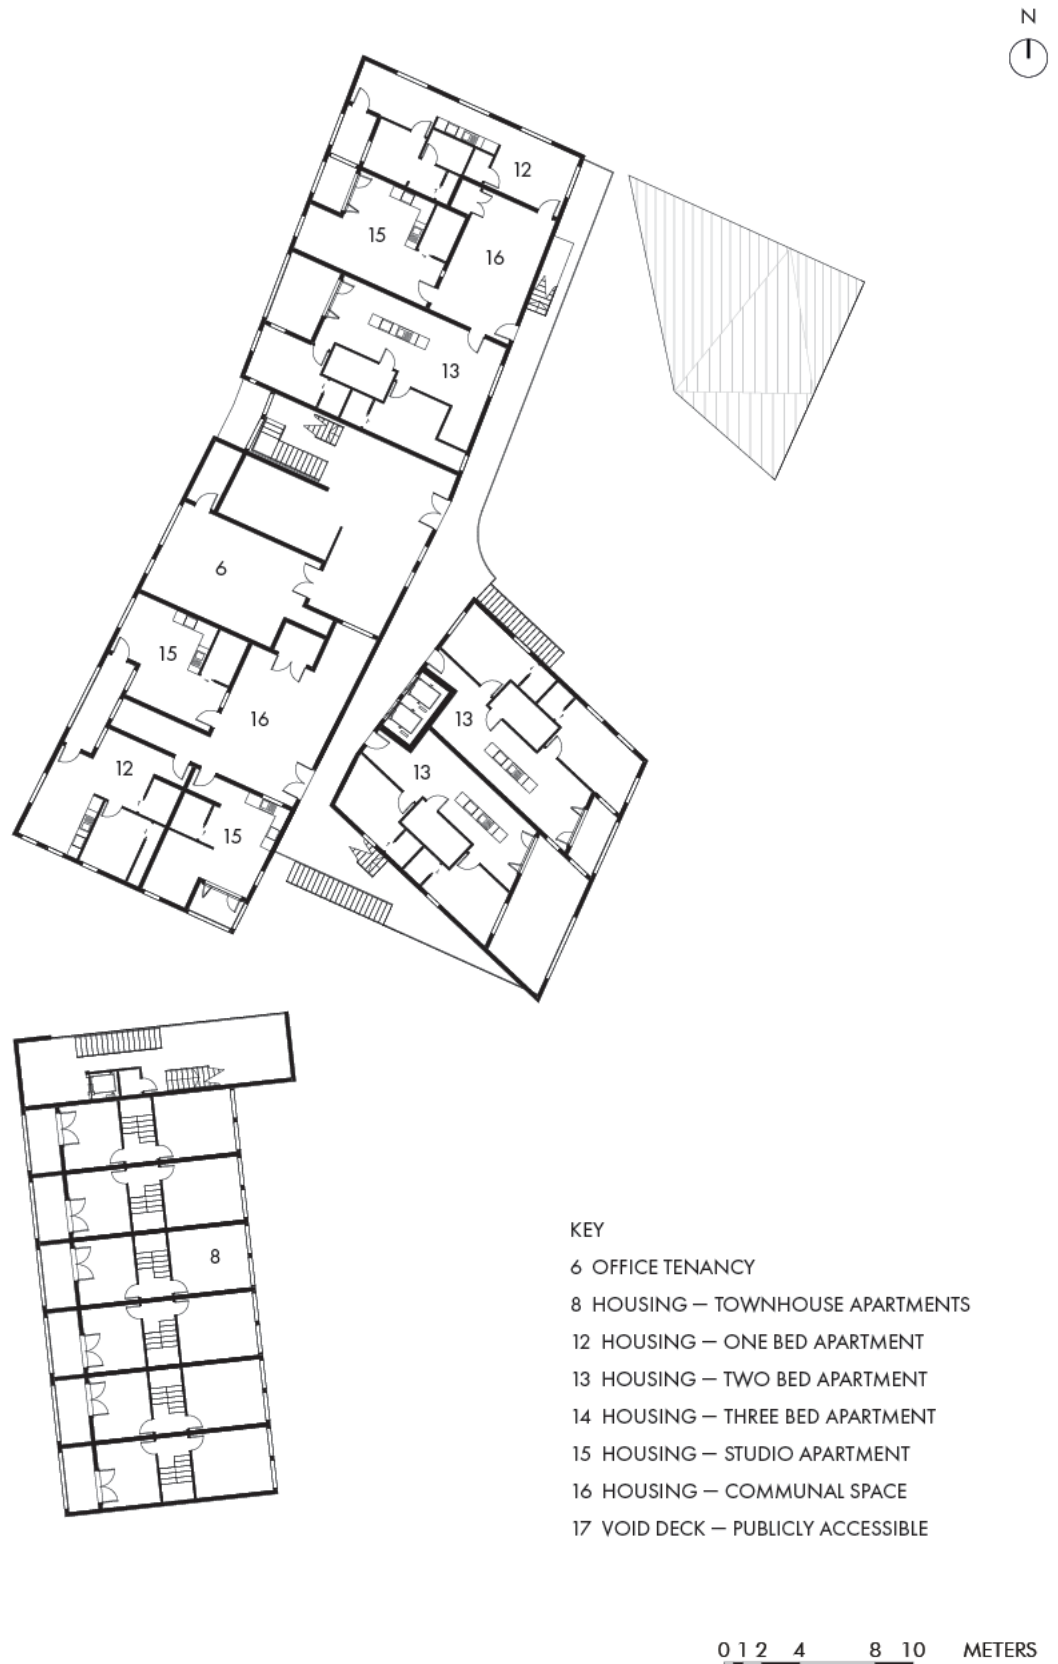 N
12
15
16
13
6
15
16
13
13
12
15
8
KEY
6 OFFICE TENANCY
8 HOUSING — TOWNHOUSE APARTMENTS
12 HOUSING — ONE BED APARTMENT
13 HOUSING — TWO BED APARTMENT
14 HOUSING — THREE BED APARTMENT
15 HOUSING — STUDIO APARTMENT
16 HOUSING — COMMUNAL SPACE
17 VOID DECK — PUBLICLY ACCESSIBLE
0 1 2 4 8 10 METERS